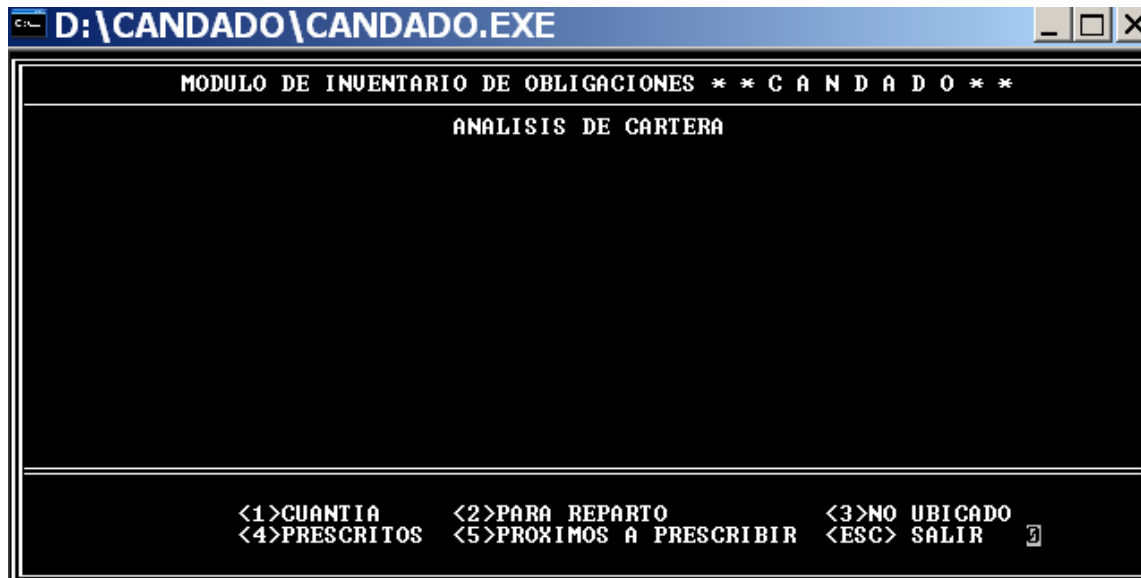 D:\CANDADO\CANDADO.EXE
MODULO DE INVENTARIO DE OBLIGACIONES * * C A N D A D O * *
ANALISIS DE CARTERA
<1>CUANTIA <2>PARA REPARTO <3>NO UBICADO
<4>PRESCRITOS <5>PROXIMOS A PRESCRIBIR <ESC> SALIR